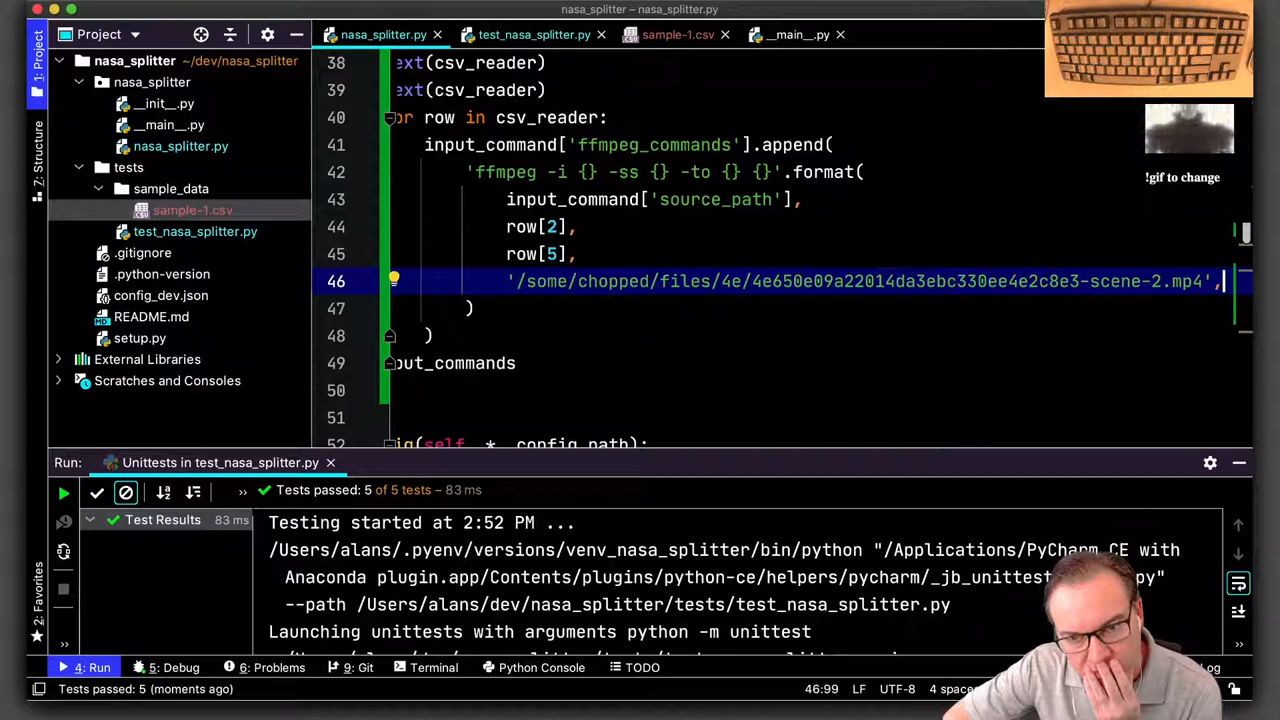 nasa_splitter – nasa_splitter.py
1: Project
Project
nasa_splitter.py
test_nasa_splitter.py
sample-1.csv
__main__.py
nasa_splitter ~/dev/nasa_splitter
nasa_splitter
__init__.py
__main__.py
nasa_splitter.py
tests
sample_data
sample-1.csv
test_nasa_splitter.py
.gitignore
.python-version
config_dev.json
README.md
setup.py
External Libraries
Scratches and Consoles
7: Structure
2: Favorites
38 ext(csv_reader)
39 ext(csv_reader)
40 or row in csv_reader:
41 input_command['ffmpeg_commands'].append(
42 'ffmpeg -i {} -ss {} -to {} {}'.format(
43 input_command['source_path'],
44 row[2],
45 row[5],
46 '/some/chopped/files/4e/4e650e09a22014da3ebc330ee4e2c8e3-scene-2.mp4',
47 )
48 )
49 put_commands
50
51
52 ig(self, *, config_path):
!gif to change
Run: Unittests in test_nasa_splitter.py
Tests passed: 5 of 5 tests – 83 ms
Test Results 83 ms
Testing started at 2:52 PM ...
/Users/alans/.pyenv/versions/venv_nasa_splitter/bin/python "/Applications/PyCharm CE with
Anaconda plugin.app/Contents/plugins/python-ce/helpers/pycharm/_jb_unittest
--path /Users/alans/dev/nasa_splitter/tests/test_nasa_splitter.py
Launching unittests with arguments python -m unittest
4: Run
5: Debug
6: Problems
9: Git
Terminal
Python Console
TODO
Tests passed: 5 (moments ago)
46:99 LF UTF-8 4 spac